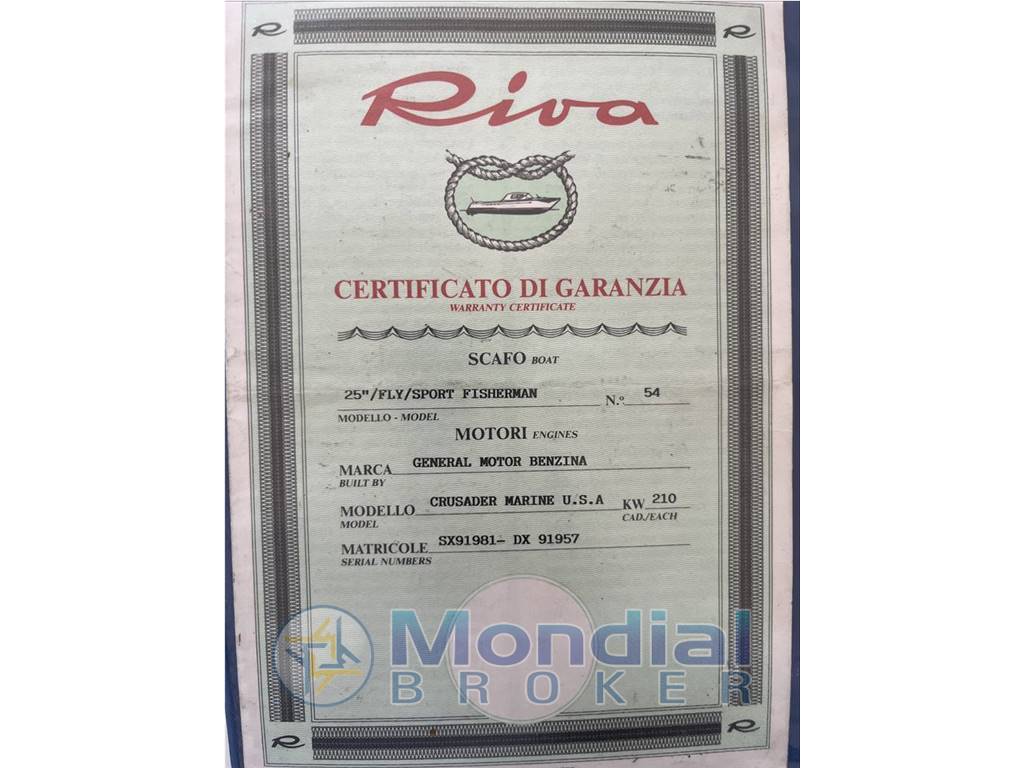 R R
Riva
CERTIFICATO DI GARANZIA
WARRANTY CERTIFICATE
SCAFO BOAT
25"/FLY/SPORT FISHERMAN N.° 54
MODELLO - MODEL
MOTORI ENGINES
MARCA GENERAL MOTOR BENZINA
BUILT BY
MODELLO CRUSADER MARINE U.S.A KW 210
MODEL CAD./EACH
MATRICOLE SX91981- DX 91957
SERIAL NUMBERS
Mondial
BROKER
R R